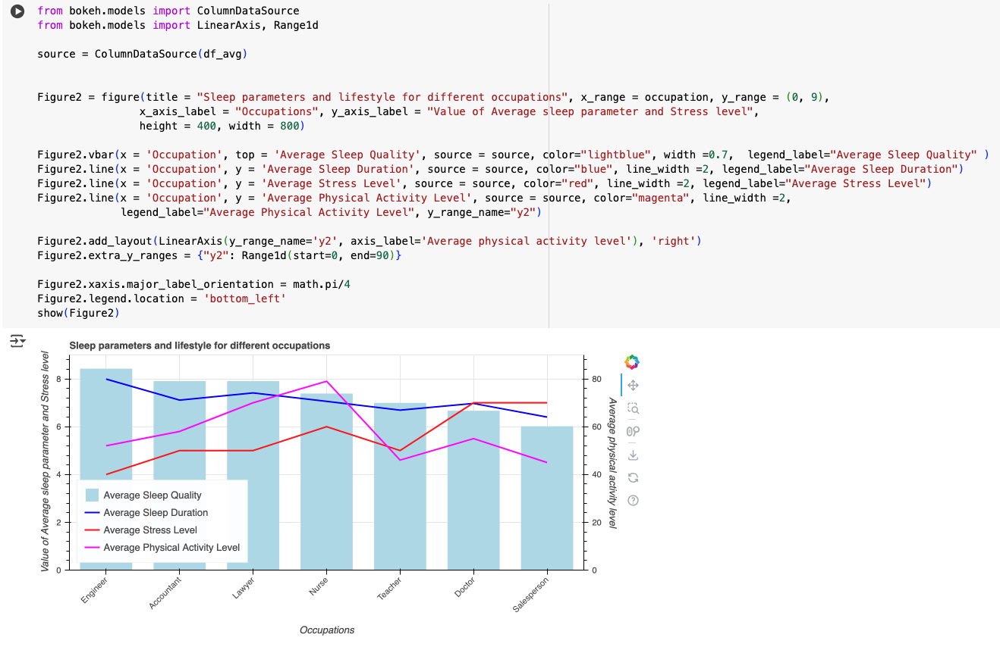 from bokeh.models import ColumnDataSource
from bokeh.models import LinearAxis, Range1d
source = ColumnDataSource(df_avg)
Figure2 = figure(title = "Sleep parameters and lifestyle for different occupations", x_range = occupation, y_range = (0, 9),
x_axis_label = "Occupations", y_axis_label = "Value of Average sleep parameter and Stress level",
height = 400, width = 800)
Figure2.vbar(x = 'Occupation', top = 'Average Sleep Quality', source = source, color="lightblue", width =0.7,  legend_label="Average Sleep Quality" )
Figure2.line(x = 'Occupation', y = 'Average Sleep Duration', source = source, color="blue", line_width =2, legend_label="Average Sleep Duration")
Figure2.line(x = 'Occupation', y = 'Average Stress Level', source = source, color="red", line_width =2, legend_label="Average Stress Level")
Figure2.line(x = 'Occupation', y = 'Average Physical Activity Level', source = source, color="magenta", line_width =2,
legend_label="Average Physical Activity Level", y_range_name="y2")
Figure2.add_layout(LinearAxis(y_range_name='y2', axis_label='Average physical activity level'), 'right')
Figure2.extra_y_ranges = {"y2": Range1d(start=0, end=90)}
Figure2.xaxis.major_label_orientation = math.pi/4
Figure2.legend.location = 'bottom_left'
show(Figure2)
Sleep parameters and lifestyle for different occupations
Value of Average sleep parameter and Stress level
8
6
4
2
0
Average Sleep Quality
Average Sleep Duration
Average Stress Level
Average Physical Activity Level
80
60
40
20
0
Average physical activity level
Engineer
Accountant
Lawyer
Nurse
Teacher
Doctor
Salesperson
Occupations